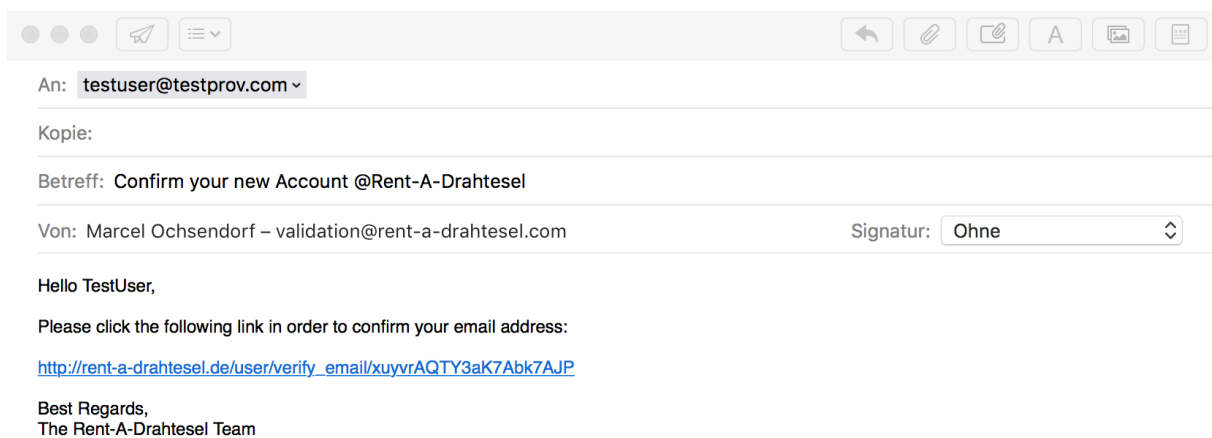 An: testuser@testprov.com
Kopie:
Betreff: Confirm your new Account @Rent-A-Drahtesel
Von: Marcel Ochsendorf – validation@rent-a-drahtesel.com Signatur: Ohne
Hello TestUser,
Please click the following link in order to confirm your email address:
http://rent-a-drahtesel.de/user/verify_email/xuyvrAQTY3aK7Abk7AJP
Best Regards,
The Rent-A-Drahtesel Team